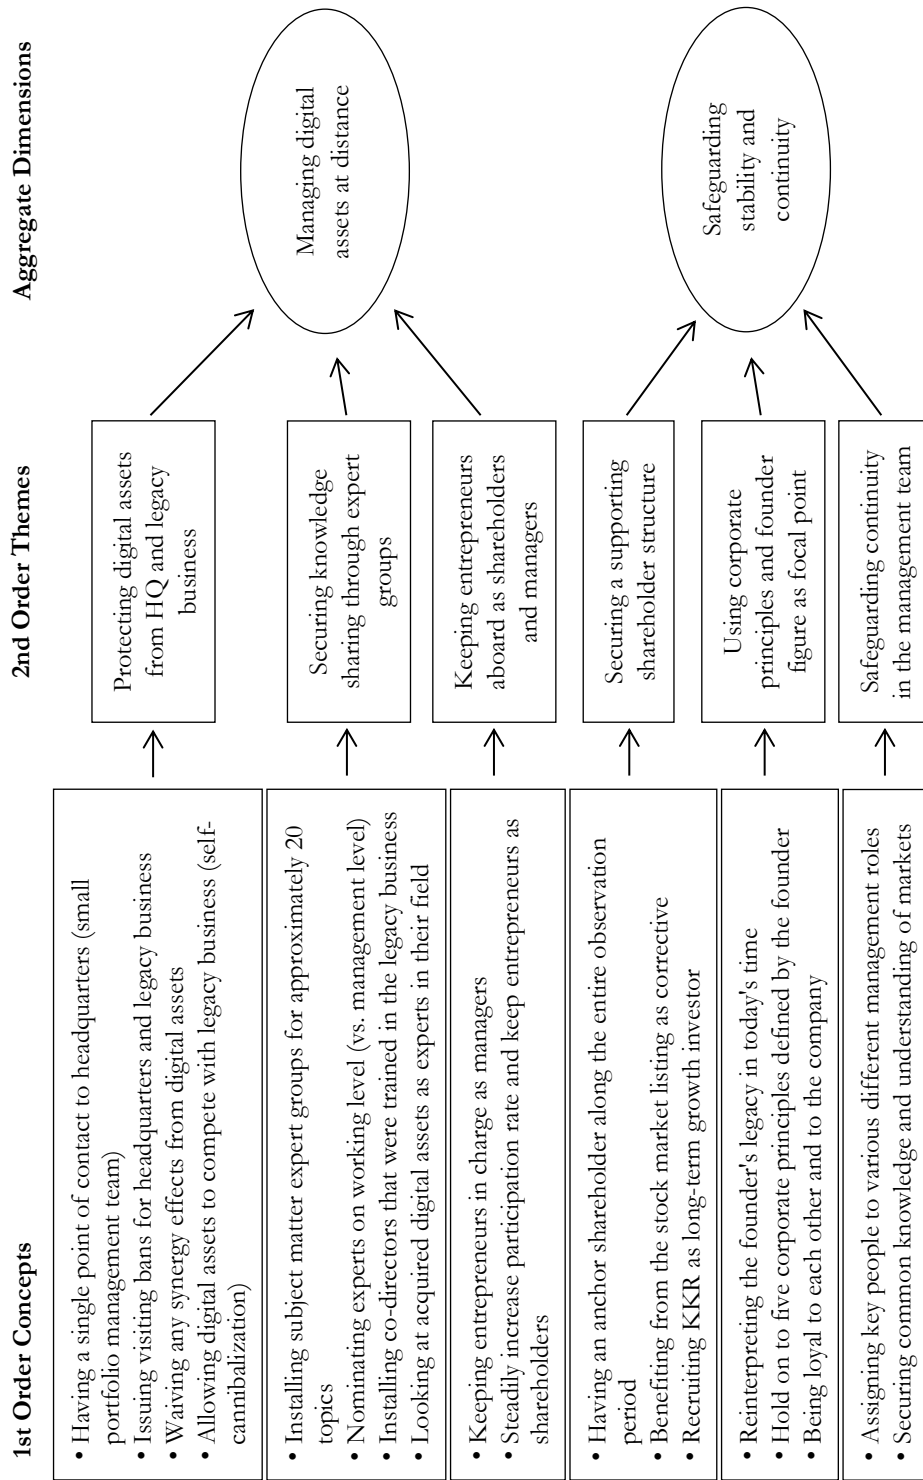 1st Order Concepts
2nd Order Themes
Aggregate Dimensions
• Having a single point of contact to headquarters (small
portfolio management team)
• Issuing visiting bans for headquarters and legacy business
• Waiving any synergy effects from digital assets
• Allowing digital assets to compete with legacy business (self-
cannibalization)
Protecting digital assets
from HQ and legacy
business
• Installing subject matter expert groups for approximately 20
topics
• Nominating experts on working level (vs. management level)
• Installing co-directors that were trained in the legacy business
• Looking at acquired digital assets as experts in their field
Securing knowledge
sharing through expert
groups
• Keeping entrepreneurs in charge as managers
• Steadily increase participation rate and keep entrepreneurs as
shareholders
Keeping entrepreneurs
aboard as shareholders
and managers
Managing digital
assets at distance
• Having an anchor shareholder along the entire observation
period
• Benefiting from the stock market listing as corrective
• Recruiting KKR as long-term growth investor
Securing a supporting
shareholder structure
• Reinterpreting the founder's legacy in today's time
• Hold on to five corporate principles defined by the founder
• Being loyal to each other and to the company
Using corporate
principles and founder
figure as focal point
• Assigning key people to various different management roles
• Securing common knowledge and understanding of markets
Safeguarding continuity
in the management team
Safeguarding
stability and
continuity